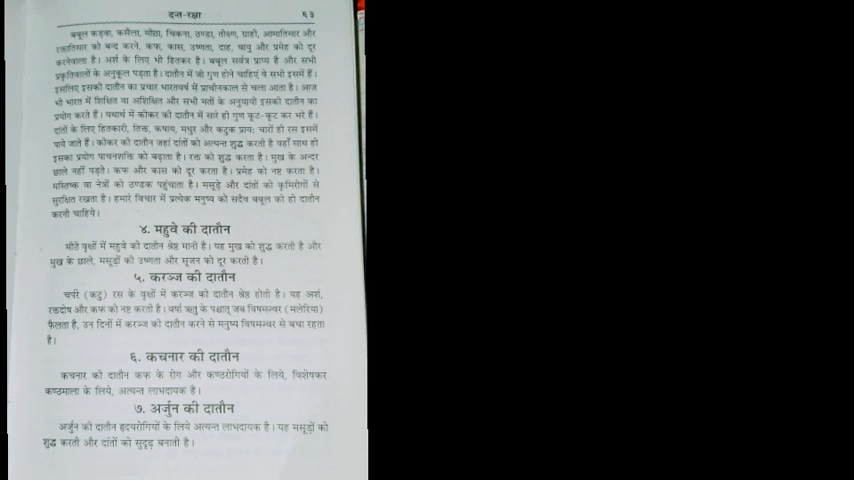 दन्त-रक्षा ६३
बबूल कड़वा, कसैला, मीठा, चिकना, ठण्डा, तीक्ष्ण, ग्राही, आमातिसार और
रक्तातिसार को बन्द करने, कफ, कास, उष्णता, दाह, वायु और प्रमेह को दूर
करनेवाला है। अर्श के लिए भी हितकर है। बबूल सर्वत्र प्राप्य है और सभी
प्रकृतिवालों के अनुकूल पड़ता है। दातौन में जो गुण होने चाहिएं वे सभी इसमें हैं।
इसलिए इसकी दातौन का प्रचार भारतवर्ष में प्राचीनकाल से चला आता है। आज
भी भारत में शिक्षित वा अशिक्षित और सभी मतों के अनुयायी इसकी दातौन का
प्रयोग करते हैं। यथार्थ में कीकर की दातौन में सारे ही गुण कूट-कूट कर भरे हैं।
दांतों के लिए हितकारी, तिक्त, कषाय, मधुर और कटुक प्राय: चारों ही रस इसमें
पाये जाते हैं। कीकर की दातौन जहां दांतों को अत्यन्त शुद्ध करती है वहाँ साथ ही
इसका प्रयोग पाचनशक्ति को बढ़ाता है। रक्त को शुद्ध करता है। मुख के अन्दर
छाले नहीं पड़ते। कफ और कास को दूर करता है। प्रमेह को नष्ट करता है।
मस्तिष्क वा नेत्रों को ठण्डक पहुंचाता है। मसूड़े और दांतों को कृमिरोगों से
सुरक्षित रखता है। हमारे विचार में प्रत्येक मनुष्य को सदैव बबूल को ही दातौन
करनी चाहिये।
४. महुवे की दातौन
मीठे वृक्षों में महुवे की दातौन श्रेष्ठ मानी है। यह मुख को शुद्ध करती है और
मुख के छाले, मसूड़ों की उष्णता और सूजन को दूर करती है।
५. करञ्ज की दातौन
चर्परे (कटु) रस के वृक्षों में करञ्ज की दातौन श्रेष्ठ होती है। यह अर्श,
रक्तदोष और कफ को नष्ट करती है। वर्षा ऋतु के पश्चात् जब विषमज्वर (मलेरिया)
फैलता है, उन दिनों में करञ्ज की दातौन करने से मनुष्य विषमज्वर से बचा रहता
है।
६. कचनार की दातौन
कचनार की दातौन कफ के रोग और कण्ठरोगियों के लिये, विशेषकर
कण्ठमाला के लिये, अत्यन्त लाभदायक है।
७. अर्जुन की दातौन
अर्जुन की दातौन हृदयरोगियों के लिये अत्यन्त लाभदायक है। यह मसूड़ों को
शुद्ध करती और दांतों को सुदृढ़ बनाती है।